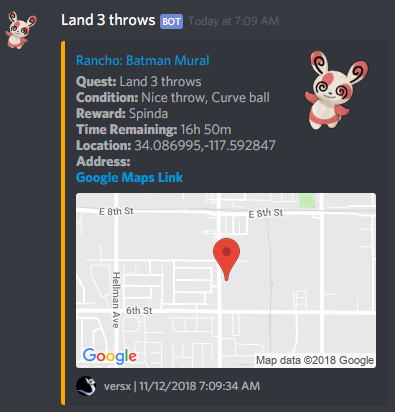 Land 3 throws BOT Today at 7:09 AM
Rancho: Batman Mural
Quest: Land 3 throws
Condition: Nice throw, Curve ball
Reward: Spinda
Time Remaining: 16h 50m
Location: 34.086995,-117.592847
Address:
Google Maps Link
E 8th St
E 8th St
Hellman Ave
6th St
Google
Map data ©2018 Google
versx | 11/12/2018 7:09:34 AM